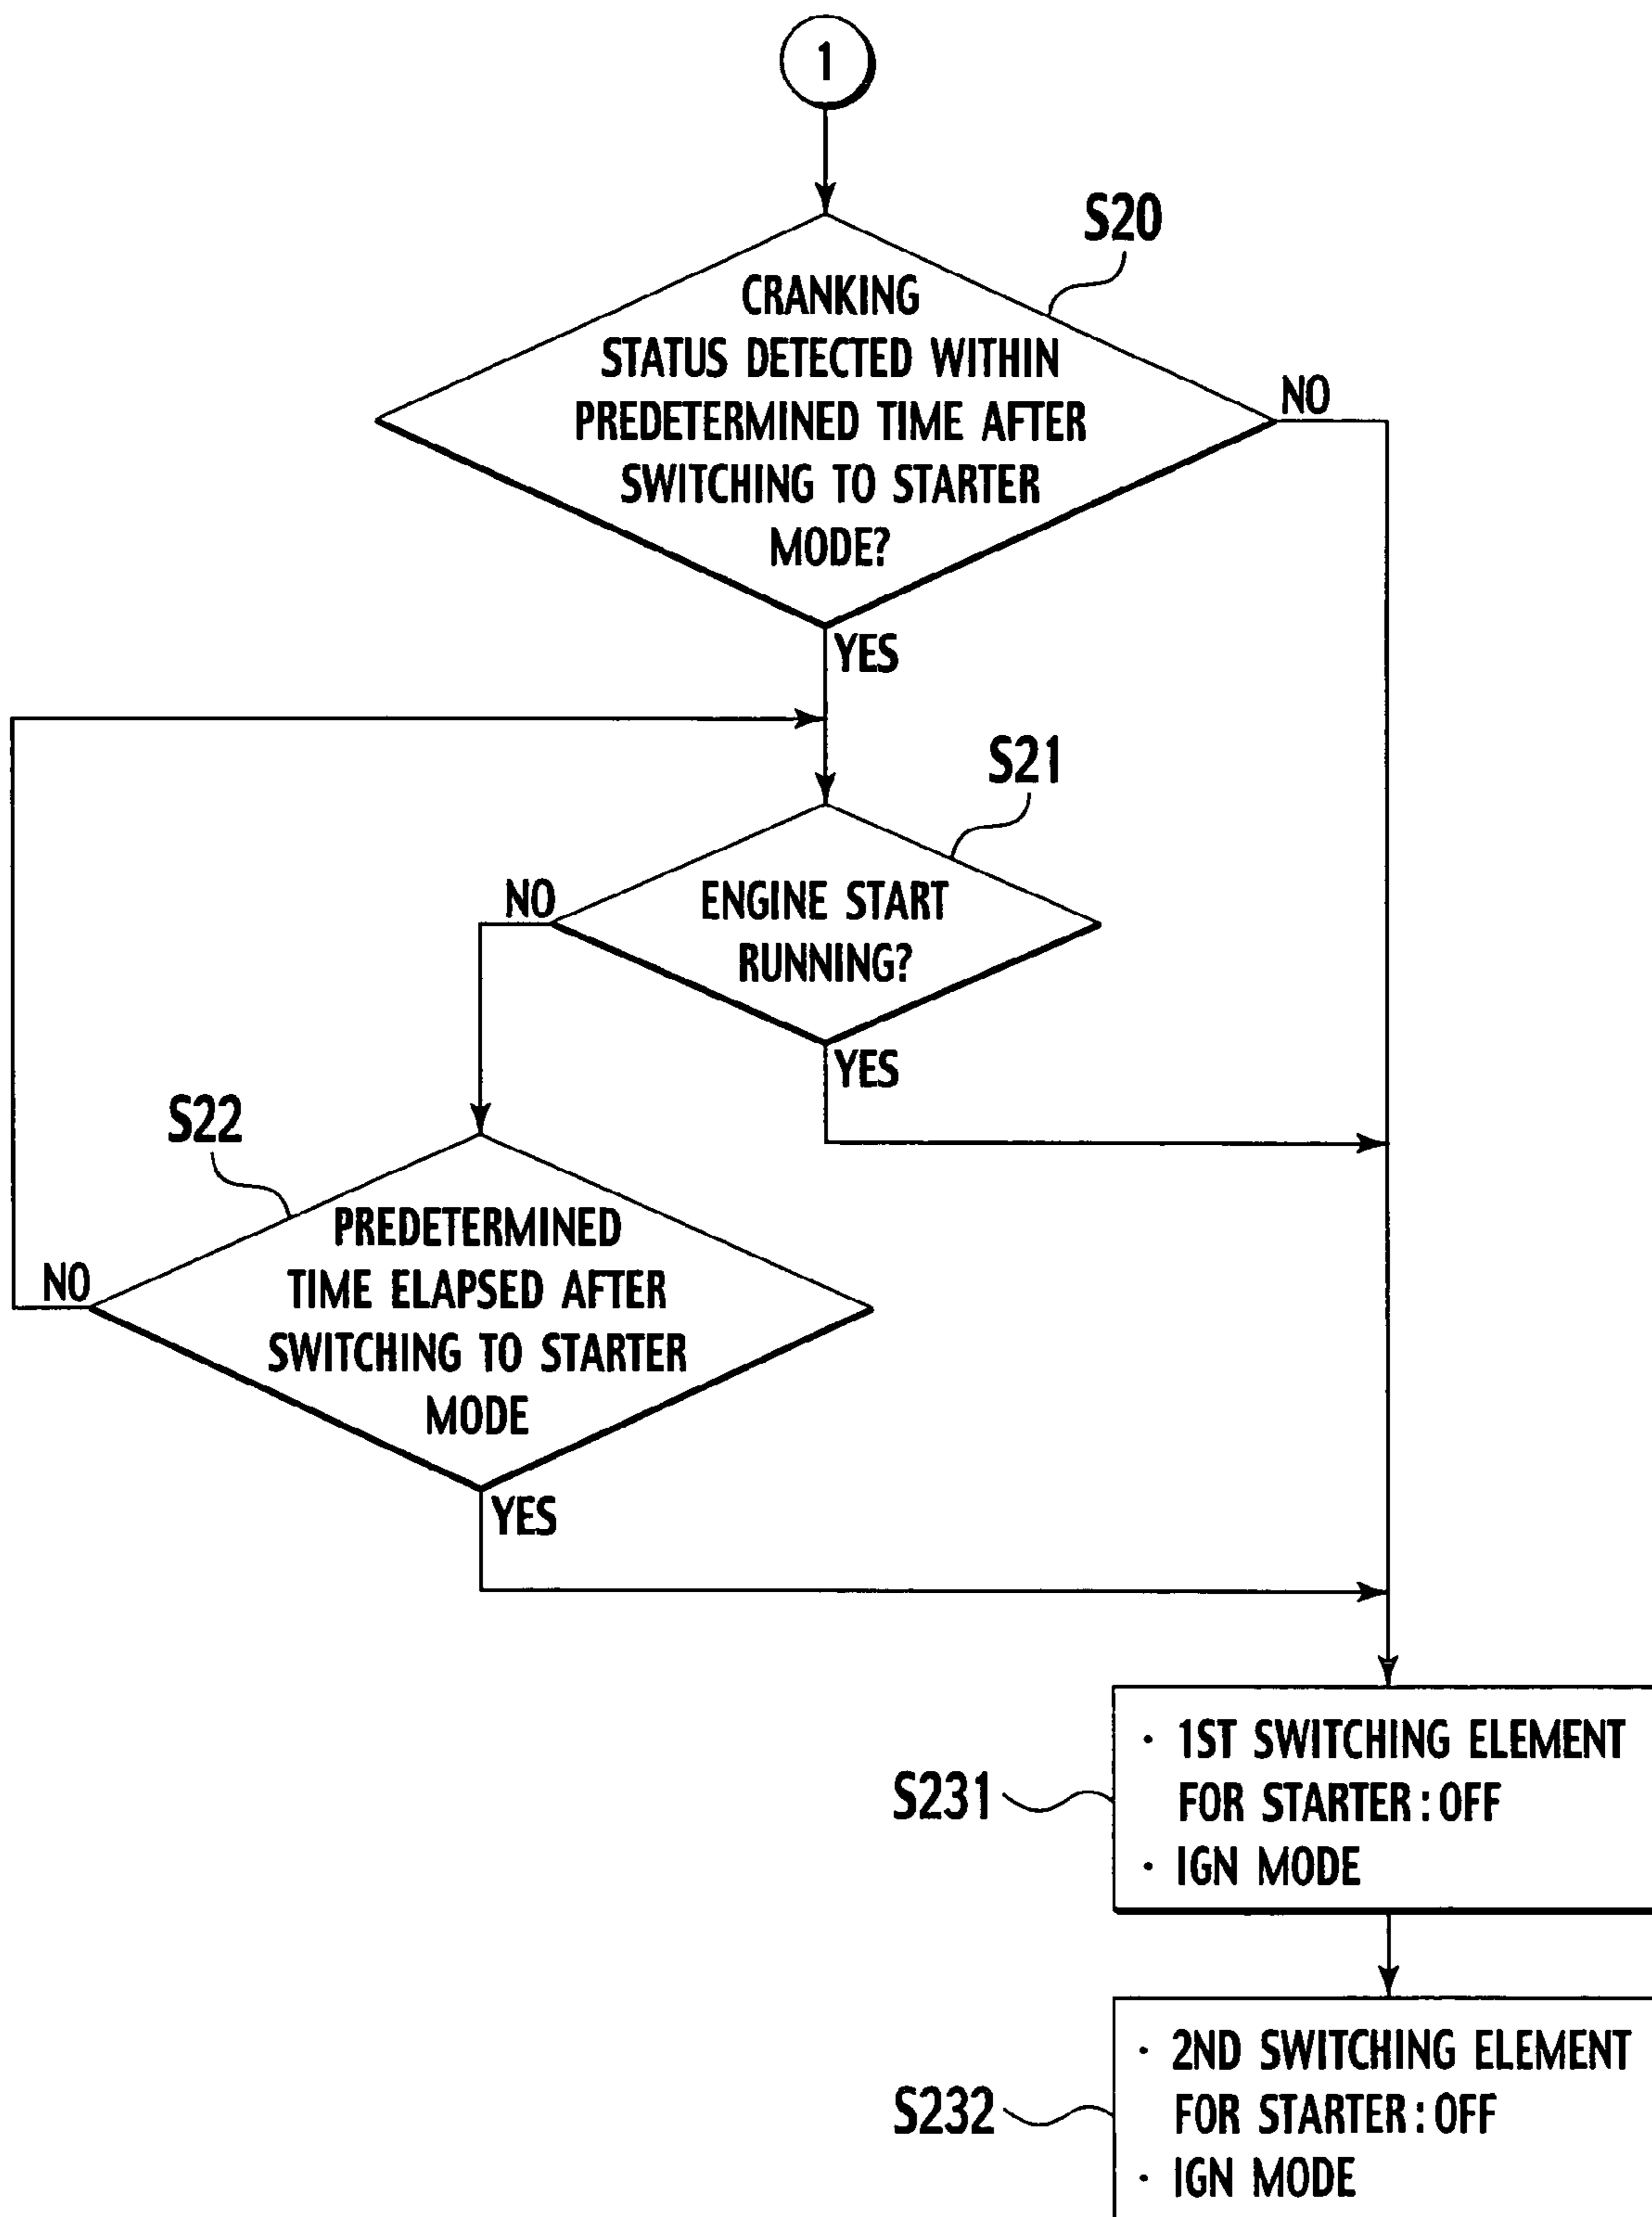 1
S20
CRANKING
STATUS DETECTED WITHIN
PREDETERMINED TIME AFTER
SWITCHING TO STARTER
MODE?
NO
YES
S21
ENGINE START
RUNNING?
NO
YES
S22
PREDETERMINED
TIME ELAPSED AFTER
SWITCHING TO STARTER
MODE
NO
YES
S231
· 1ST SWITCHING ELEMENT
FOR STARTER : OFF
· IGN MODE
S232
· 2ND SWITCHING ELEMENT
FOR STARTER : OFF
· IGN MODE